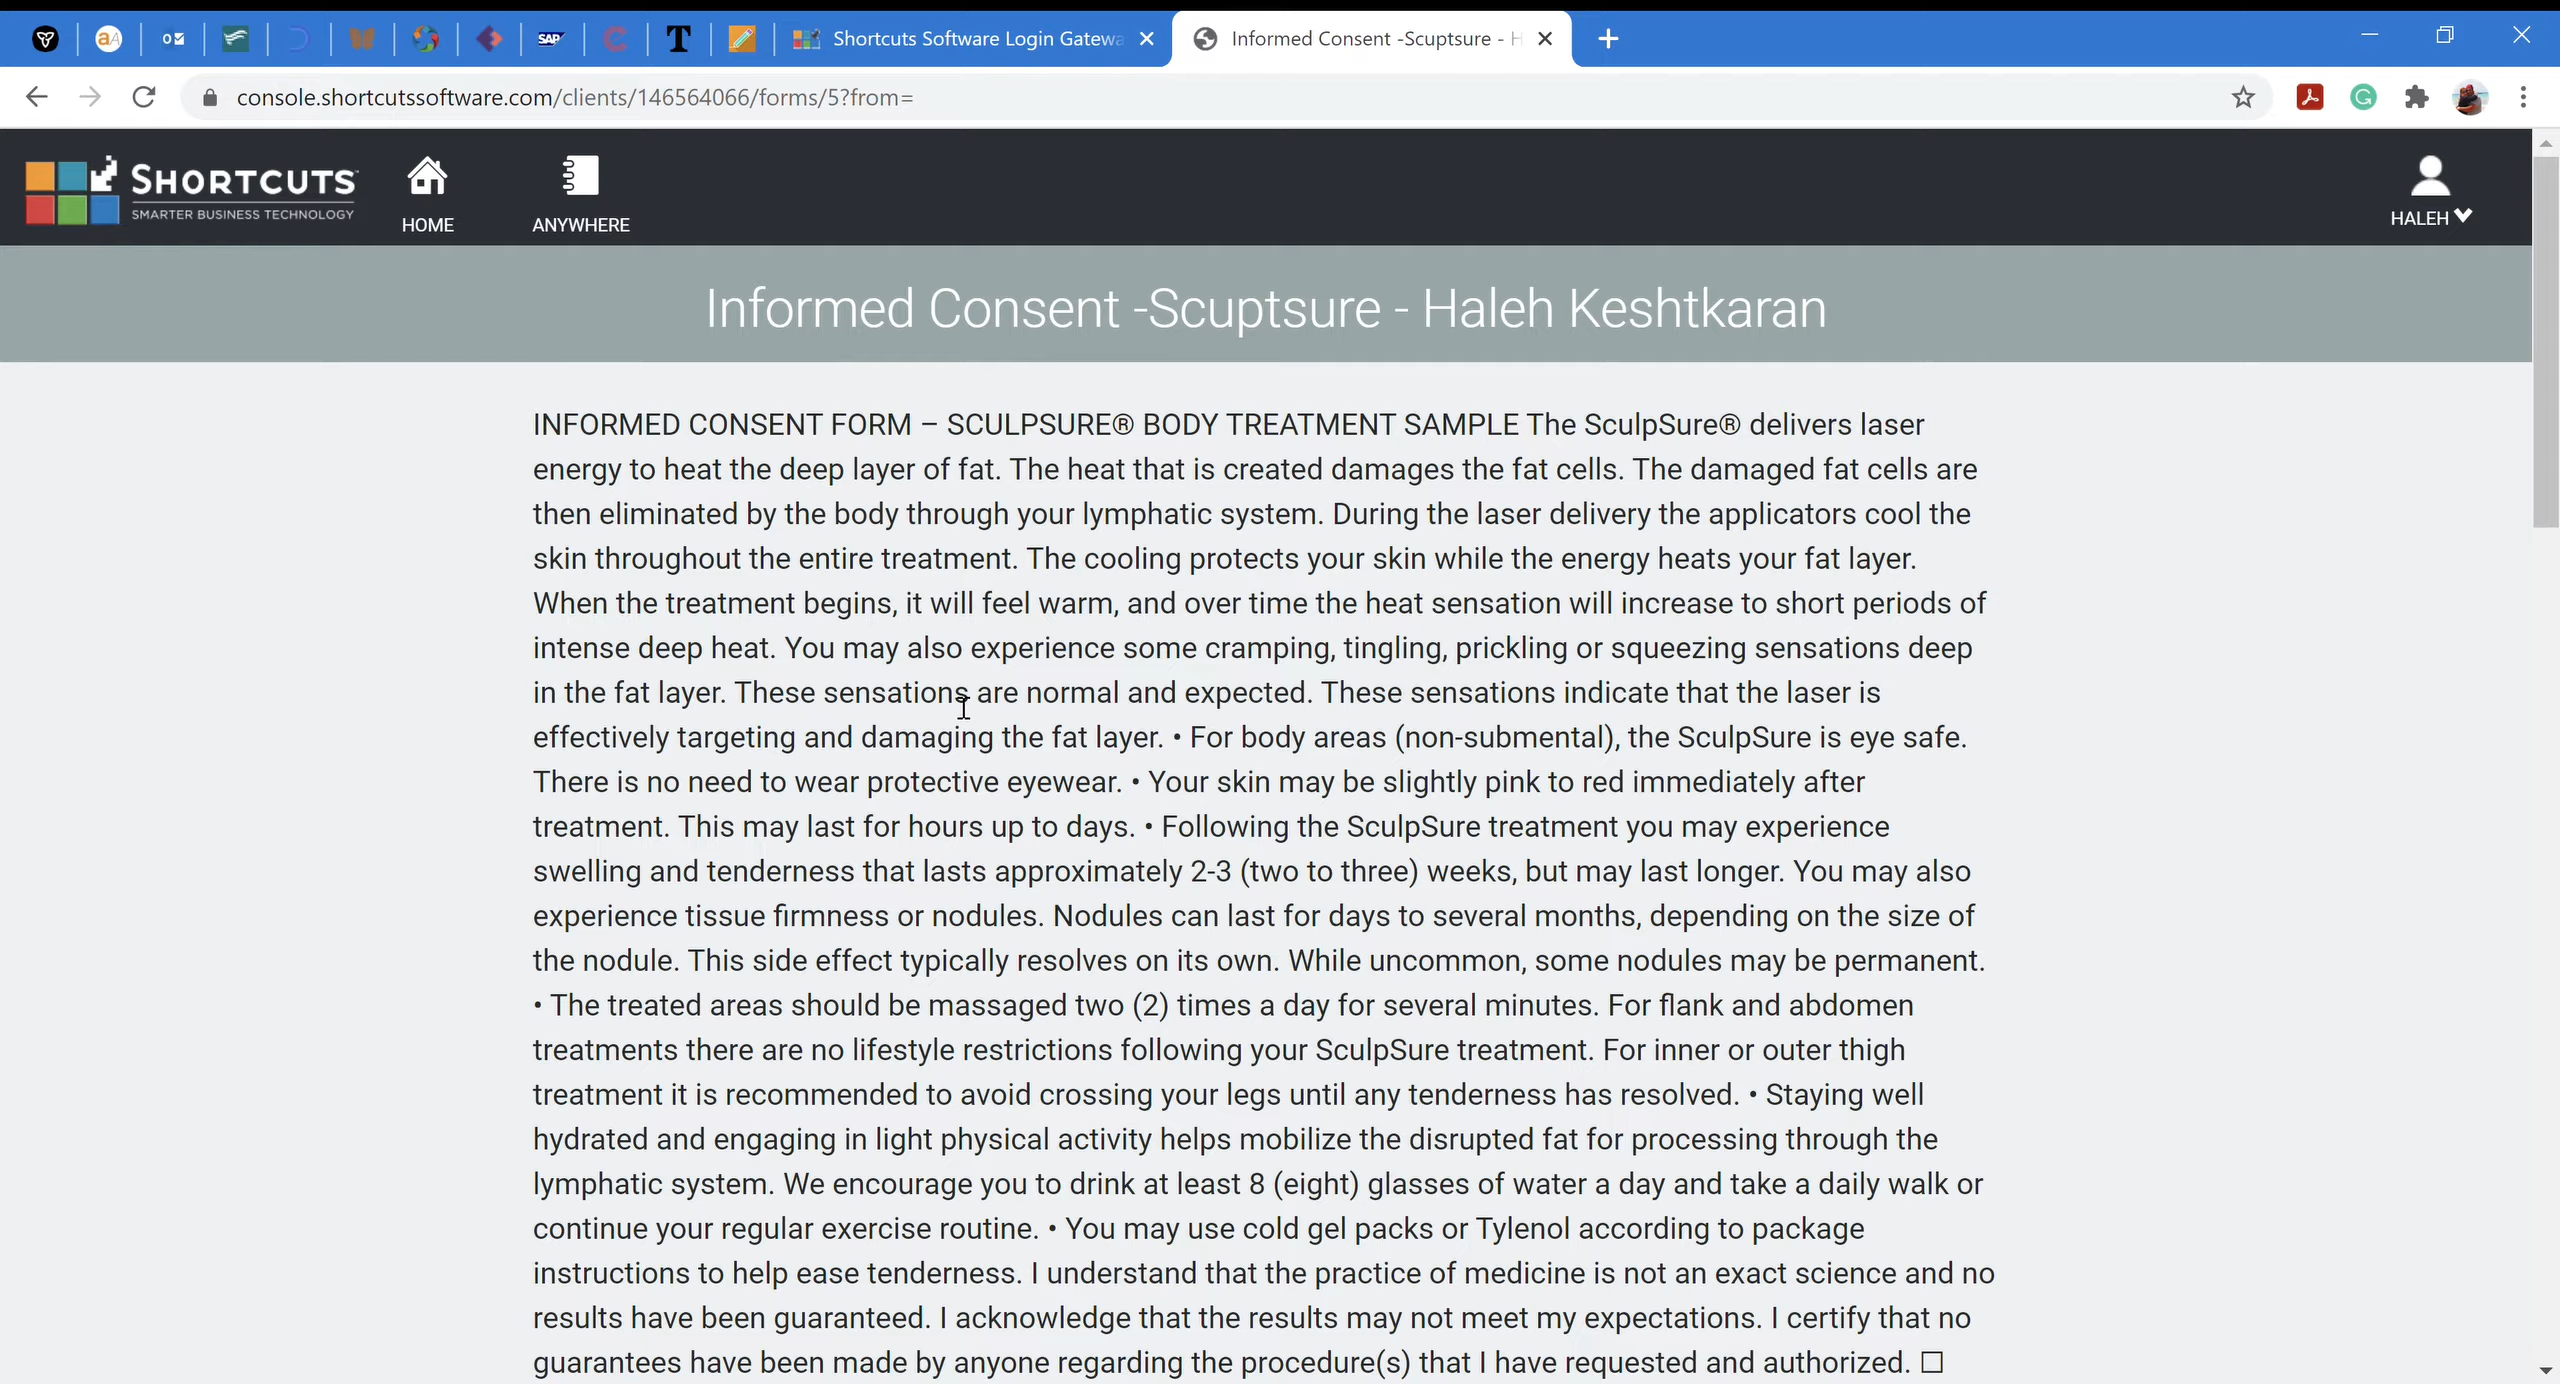 aA
SAP
T
Shortcuts Software Login Gatewa
Informed Consent -Scuptsure - H
console.shortcutssoftware.com/clients/146564066/forms/5?from=
SHORTCUTS
SMARTER BUSINESS TECHNOLOGY
HOME
ANYWHERE
HALEH
Informed Consent -Scuptsure - Haleh Keshtkaran
INFORMED CONSENT FORM – SCULPSURE® BODY TREATMENT SAMPLE The SculpSure® delivers laser
energy to heat the deep layer of fat. The heat that is created damages the fat cells. The damaged fat cells are
then eliminated by the body through your lymphatic system. During the laser delivery the applicators cool the
skin throughout the entire treatment. The cooling protects your skin while the energy heats your fat layer.
When the treatment begins, it will feel warm, and over time the heat sensation will increase to short periods of
intense deep heat. You may also experience some cramping, tingling, prickling or squeezing sensations deep
in the fat layer. These sensations are normal and expected. These sensations indicate that the laser is
effectively targeting and damaging the fat layer. • For body areas (non-submental), the SculpSure is eye safe.
There is no need to wear protective eyewear. • Your skin may be slightly pink to red immediately after
treatment. This may last for hours up to days. • Following the SculpSure treatment you may experience
swelling and tenderness that lasts approximately 2-3 (two to three) weeks, but may last longer. You may also
experience tissue firmness or nodules. Nodules can last for days to several months, depending on the size of
the nodule. This side effect typically resolves on its own. While uncommon, some nodules may be permanent.
• The treated areas should be massaged two (2) times a day for several minutes. For flank and abdomen
treatments there are no lifestyle restrictions following your SculpSure treatment. For inner or outer thigh
treatment it is recommended to avoid crossing your legs until any tenderness has resolved. • Staying well
hydrated and engaging in light physical activity helps mobilize the disrupted fat for processing through the
lymphatic system. We encourage you to drink at least 8 (eight) glasses of water a day and take a daily walk or
continue your regular exercise routine. • You may use cold gel packs or Tylenol according to package
instructions to help ease tenderness. I understand that the practice of medicine is not an exact science and no
results have been guaranteed. I acknowledge that the results may not meet my expectations. I certify that no
guarantees have been made by anyone regarding the procedure(s) that I have requested and authorized. ☐